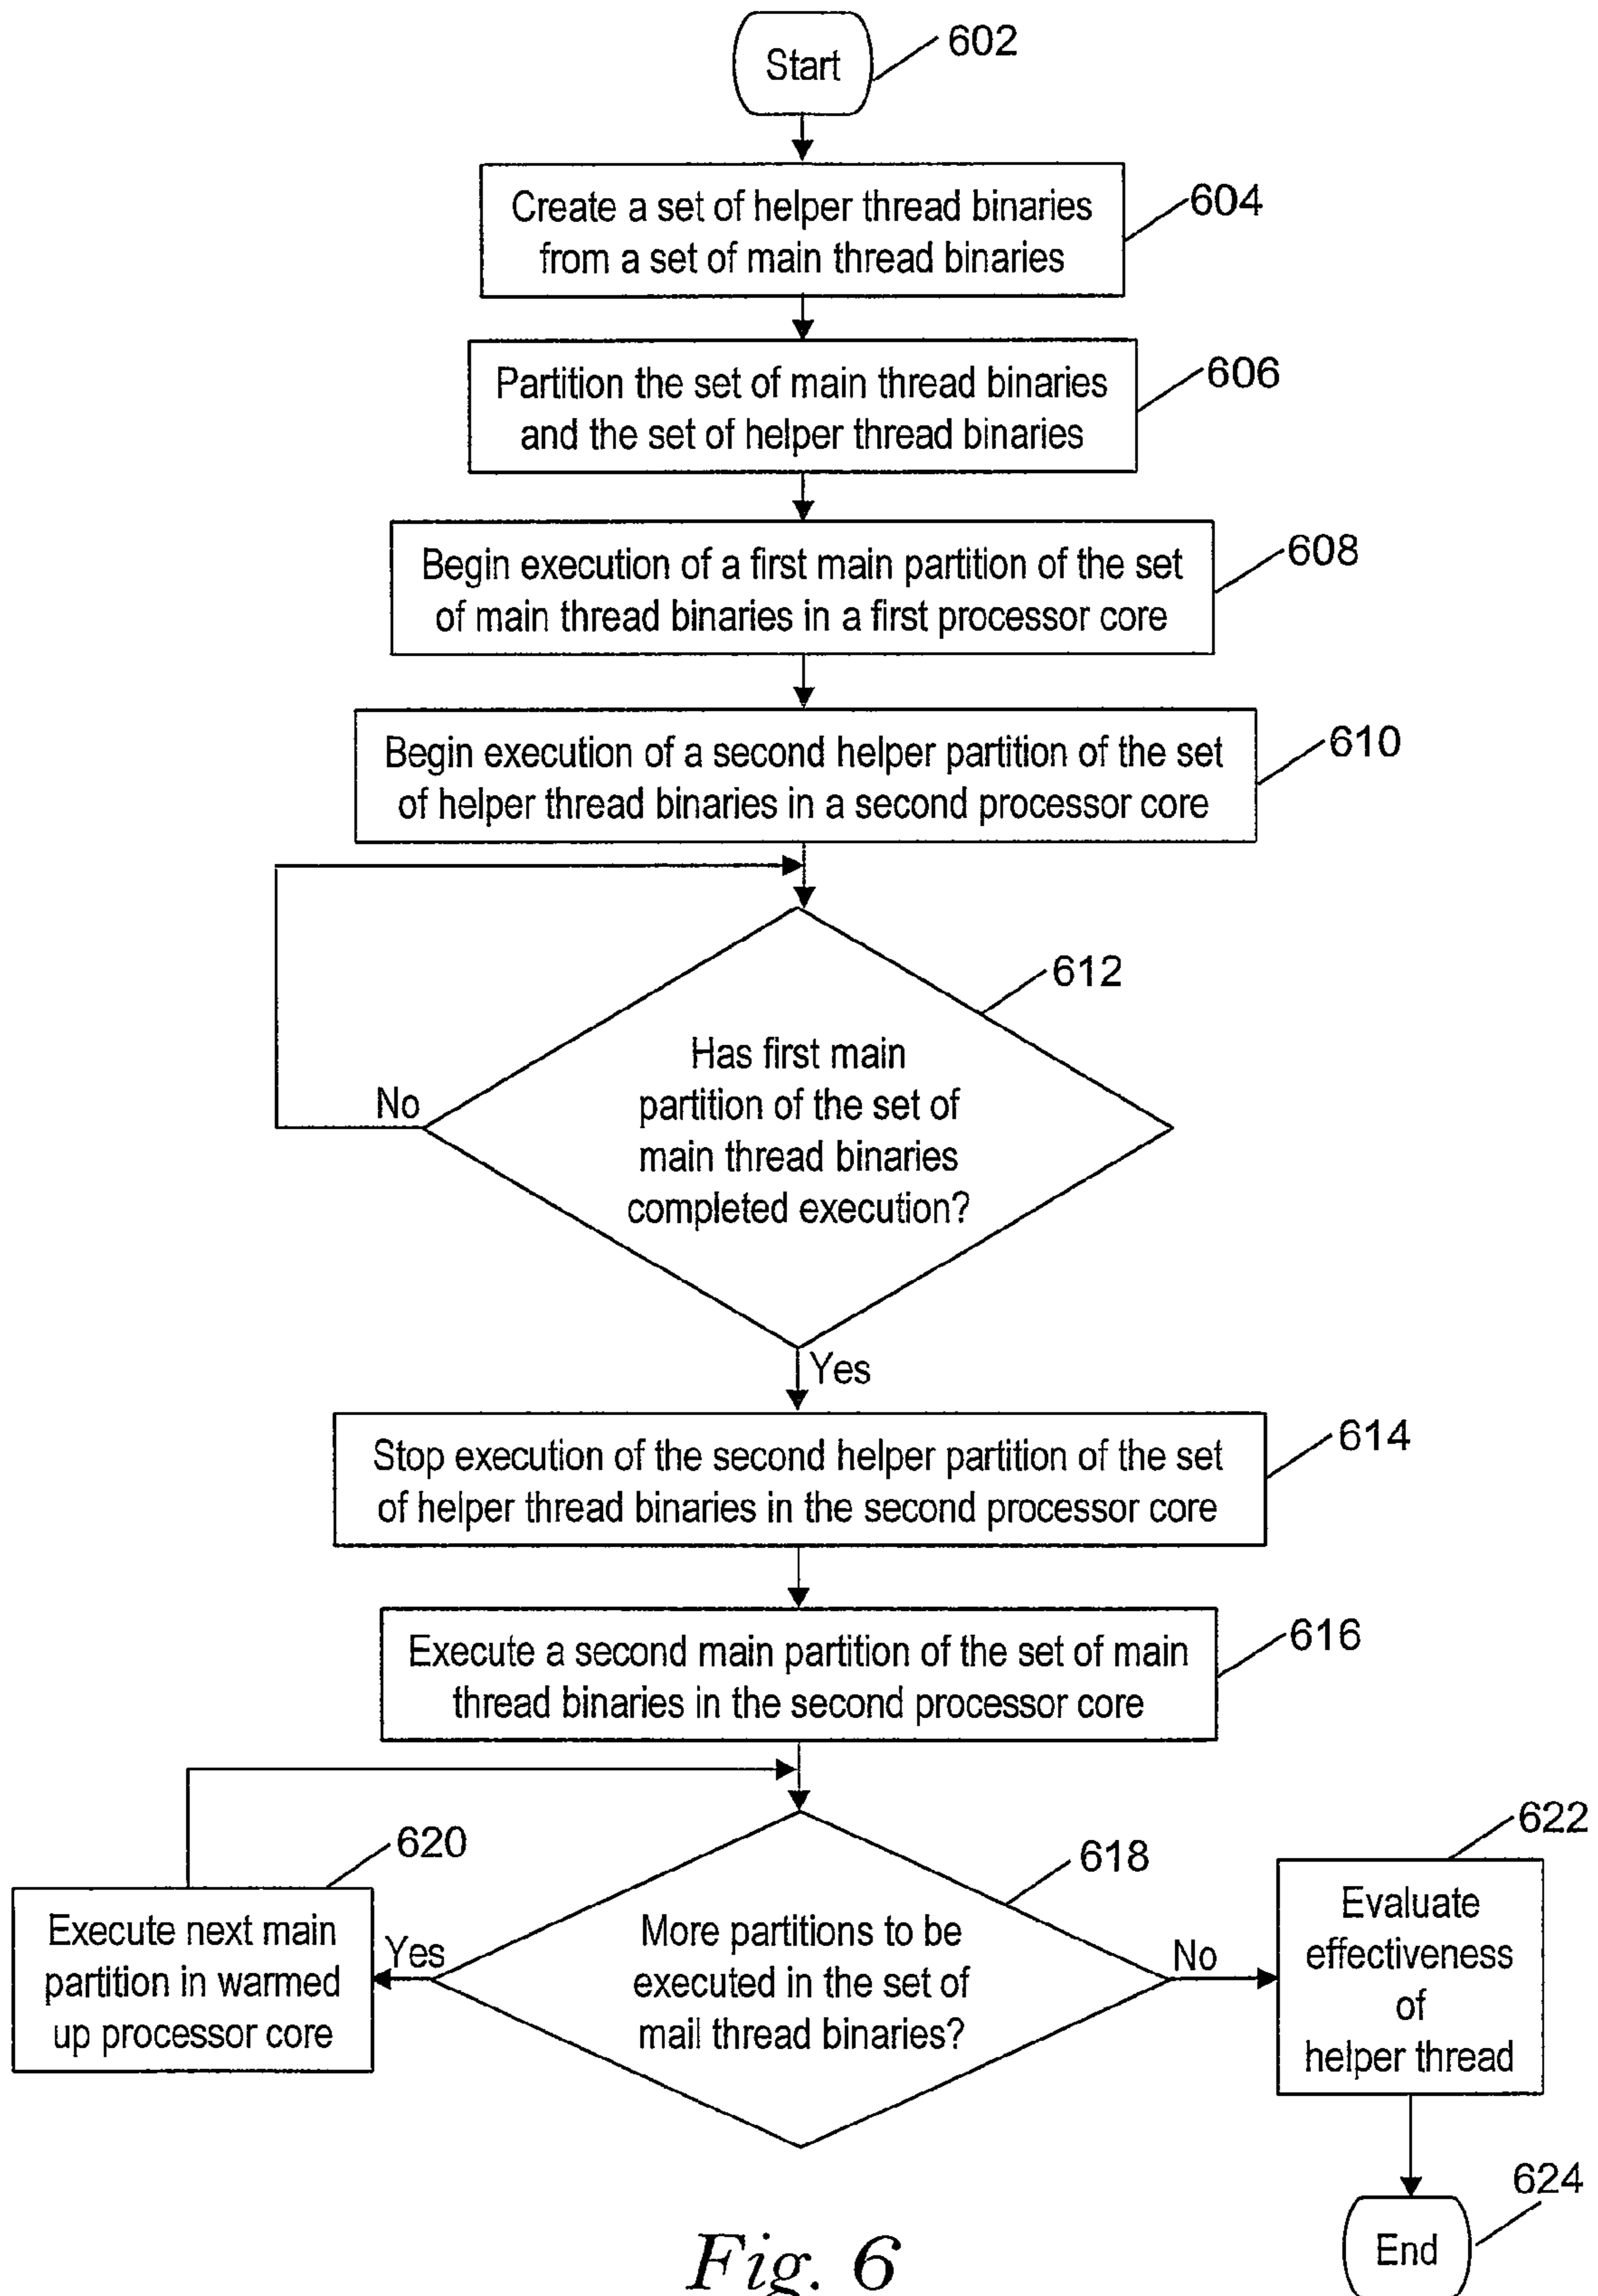 Start
602
Create a set of helper thread binaries
from a set of main thread binaries
604
Partition the set of main thread binaries
and the set of helper thread binaries
606
Begin execution of a first main partition of the set
of main thread binaries in a first processor core
608
Begin execution of a second helper partition of the set
of helper thread binaries in a second processor core
610
612
Has first main
partition of the set of
main thread binaries
completed execution?
No
Yes
Stop execution of the second helper partition of the set
of helper thread binaries in the second processor core
614
Execute a second main partition of the set of main
thread binaries in the second processor core
616
620
Execute next main
partition in warmed
up processor core
Yes
618
More partitions to be
executed in the set of
mail thread binaries?
No
622
Evaluate
effectiveness
of
helper thread
624
End
Fig. 6